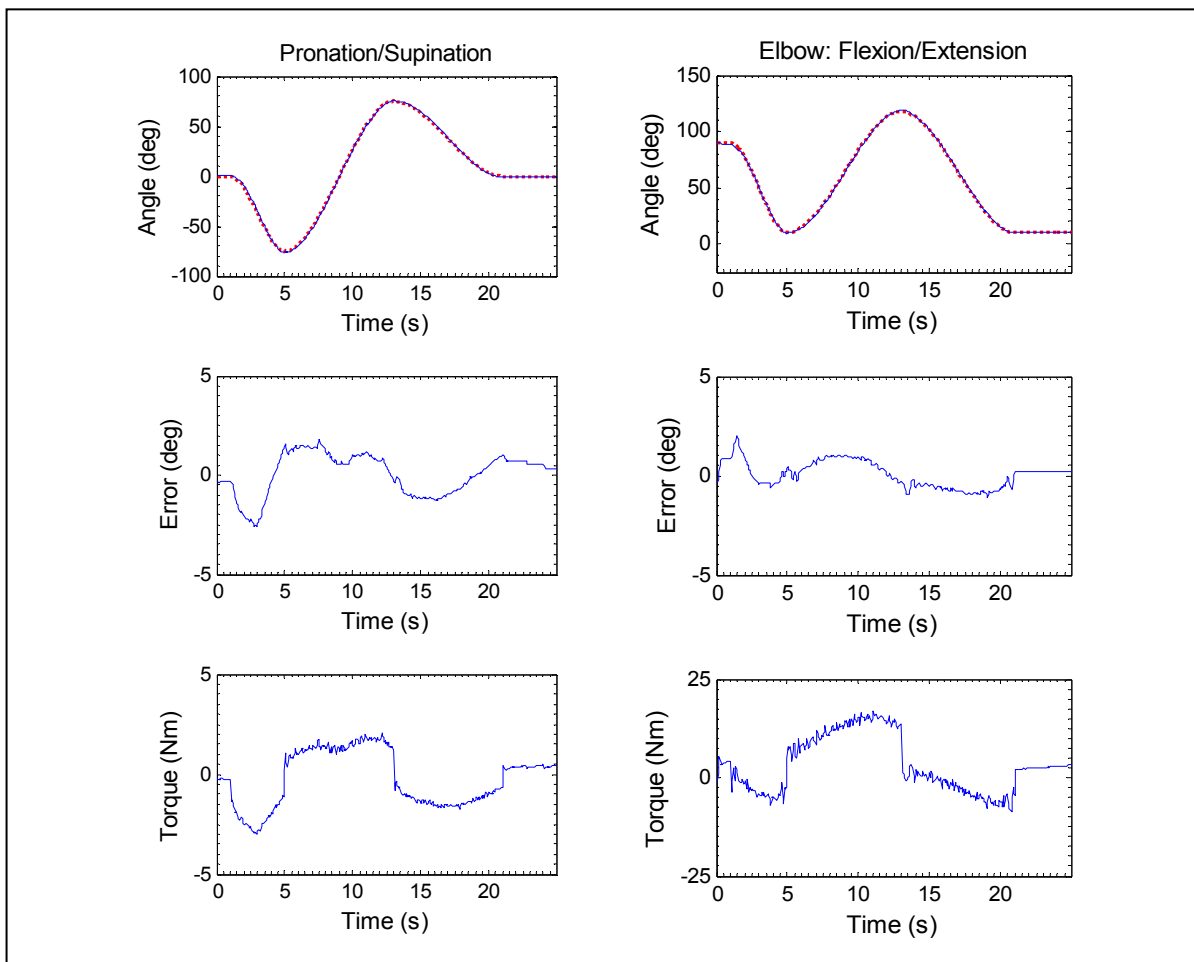 Pronation/Supination
100
50
0
-50
-100
Angle (deg)
0 5 10 15 20
Time (s)
Elbow: Flexion/Extension
150
100
50
0
Angle (deg)
0 5 10 15 20
Time (s)
5
0
-5
Error (deg)
0 5 10 15 20
Time (s)
5
0
-5
Error (deg)
0 5 10 15 20
Time (s)
5
0
-5
Torque (Nm)
0 5 10 15 20
Time (s)
25
0
-25
Torque (Nm)
0 5 10 15 20
Time (s)